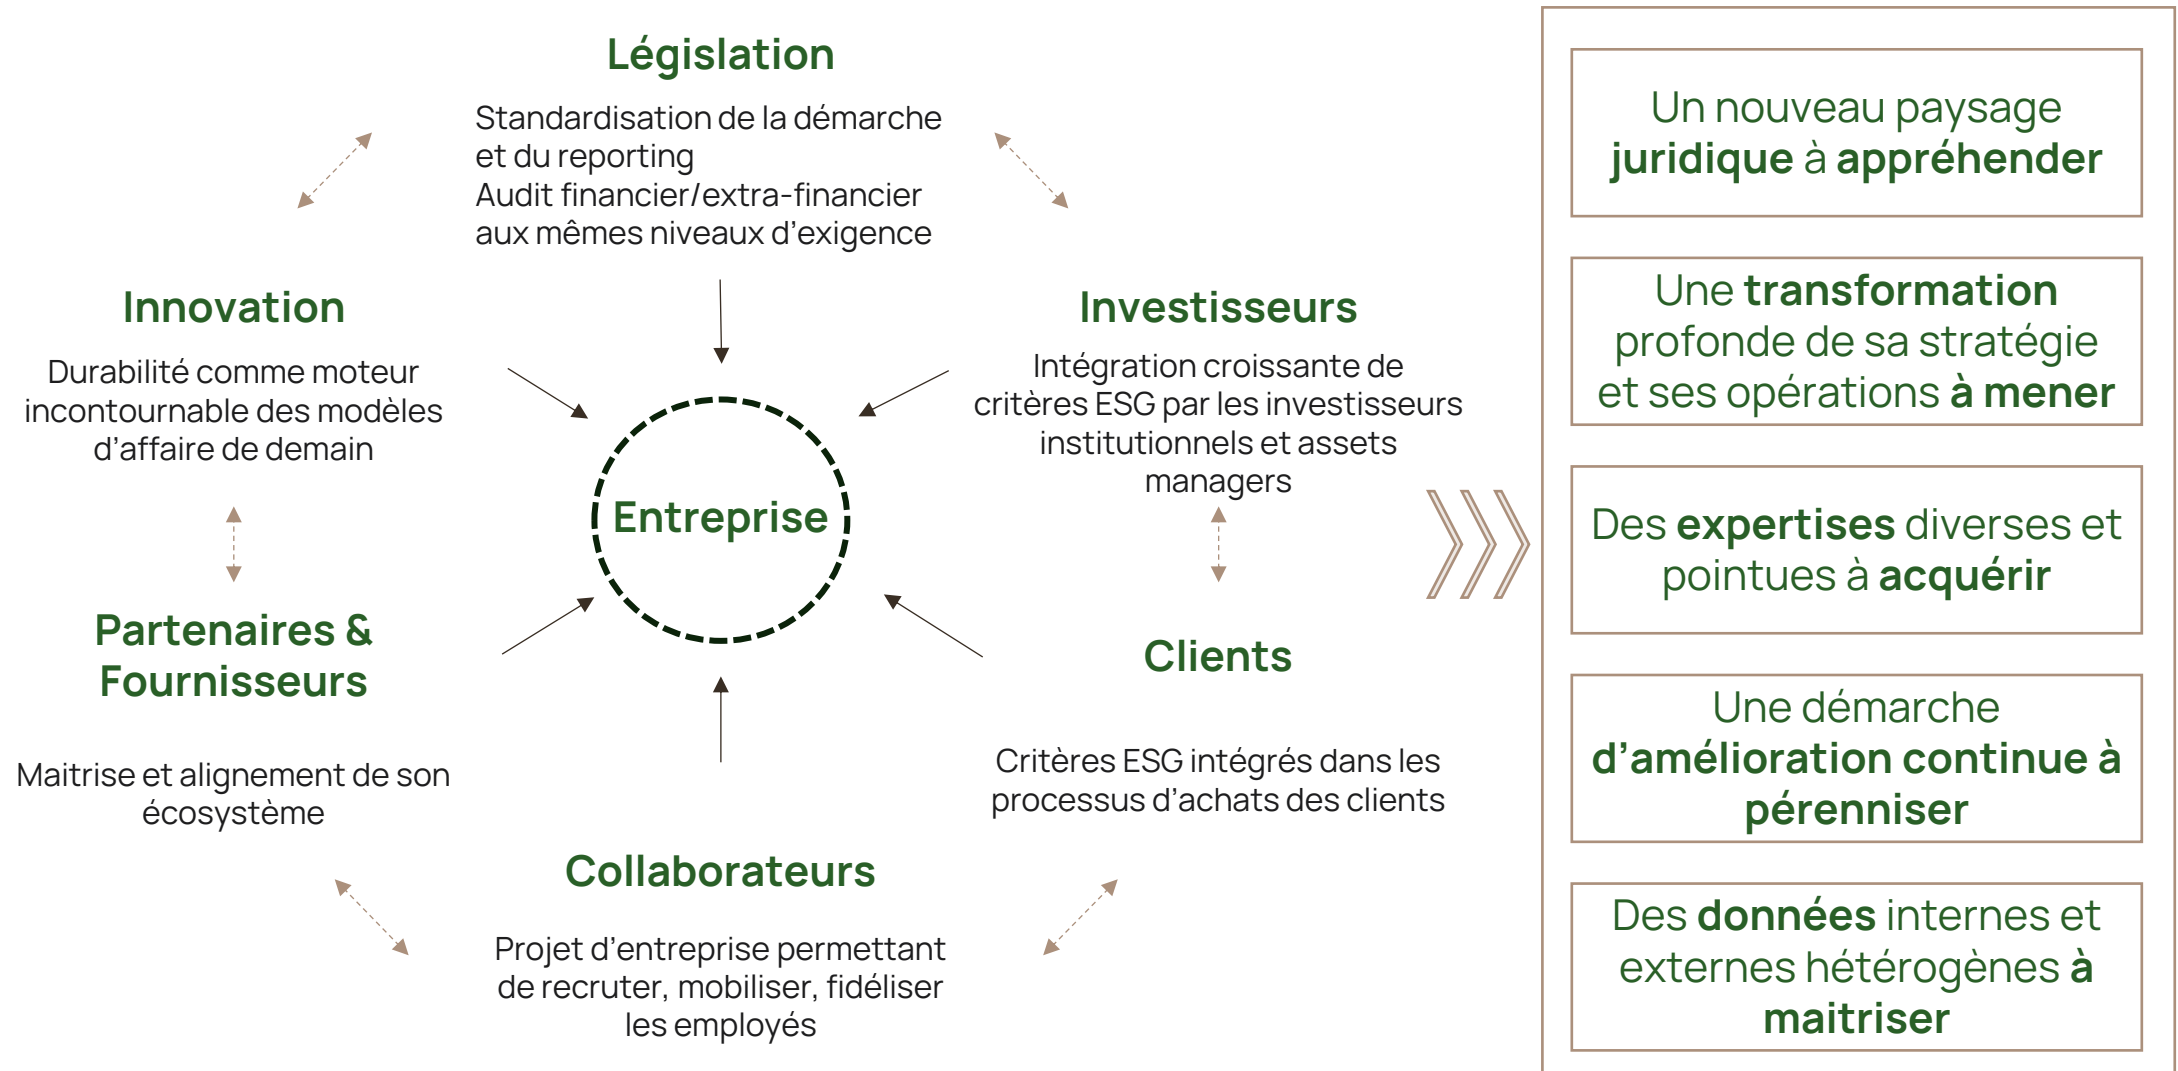 Législation
Standardisation de la démarche
et du reporting
Audit financier/extra-financier
aux mêmes niveaux d'exigence
Innovation
Durabilité comme moteur
incontournable des modèles
d'affaire de demain
Investisseurs
Intégration croissante de
critères ESG par les investisseurs
institutionnels et assets
managers
Entreprise
Partenaires &
Fournisseurs
Maitrise et alignement de son
écosystème
Clients
Critères ESG intégrés dans les
processus d'achats des clients
Collaborateurs
Projet d'entreprise permettant
de recruter, mobiliser, fidéliser
les employés
Un nouveau paysage
juridique à appréhender
Une transformation
profonde de sa stratégie
et ses opérations à mener
Des expertises diverses et
pointues à acquérir
Une démarche
d'amélioration continue à
pérenniser
Des données internes et
externes hétérogènes à
maitriser